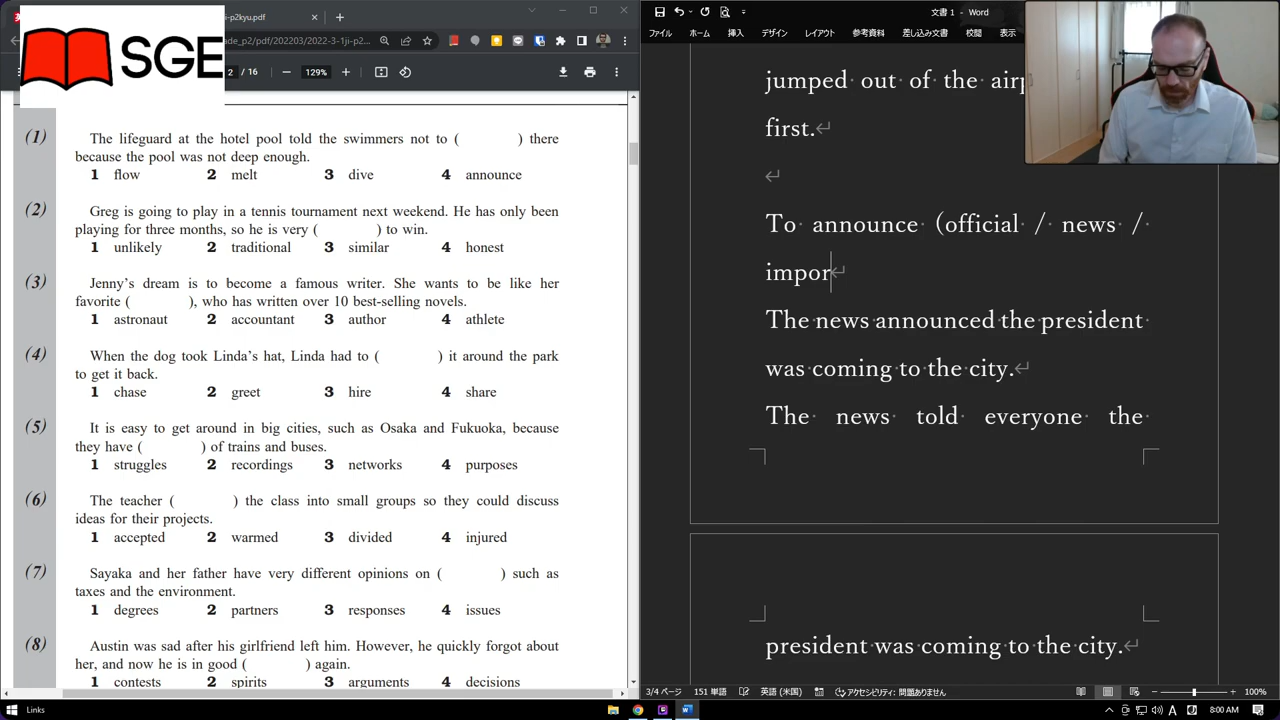 i-p2kyu.pdf
SGE
ade_p2/pdf/202203/2022-3-1ji-p2...
2 / 16
129%
(1) The lifeguard at the hotel pool told the swimmers not to ( ) there
because the pool was not deep enough.
1 flow 2 melt 3 dive 4 announce
(2) Greg is going to play in a tennis tournament next weekend. He has only been
playing for three months, so he is very ( ) to win.
1 unlikely 2 traditional 3 similar 4 honest
(3) Jenny's dream is to become a famous writer. She wants to be like her
favorite ( ), who has written over 10 best-selling novels.
1 astronaut 2 accountant 3 author 4 athlete
(4) When the dog took Linda's hat, Linda had to ( ) it around the park
to get it back.
1 chase 2 greet 3 hire 4 share
(5) It is easy to get around in big cities, such as Osaka and Fukuoka, because
they have ( ) of trains and buses.
1 struggles 2 recordings 3 networks 4 purposes
(6) The teacher ( ) the class into small groups so they could discuss
ideas for their projects.
1 accepted 2 warmed 3 divided 4 injured
(7) Sayaka and her father have very different opinions on ( ) such as
taxes and the environment.
1 degrees 2 partners 3 responses 4 issues
(8) Austin was sad after his girlfriend left him. However, he quickly forgot about
her, and now he is in good ( ) again.
1 contests 2 spirits 3 arguments 4 decisions
Links
文書 1 - Word
ファイル ホーム 挿入 デザイン レイアウト 参考資料 差し込み文書 校閲 表示
jumped out of the airp
first.
To announce (official / news /
impor
The news announced the president
was coming to the city.
The news told everyone the
president was coming to the city.
3/4 ページ 151 単語 英語 (米国) アクセシビリティ: 問題ありません 100%
A 8:00 AM